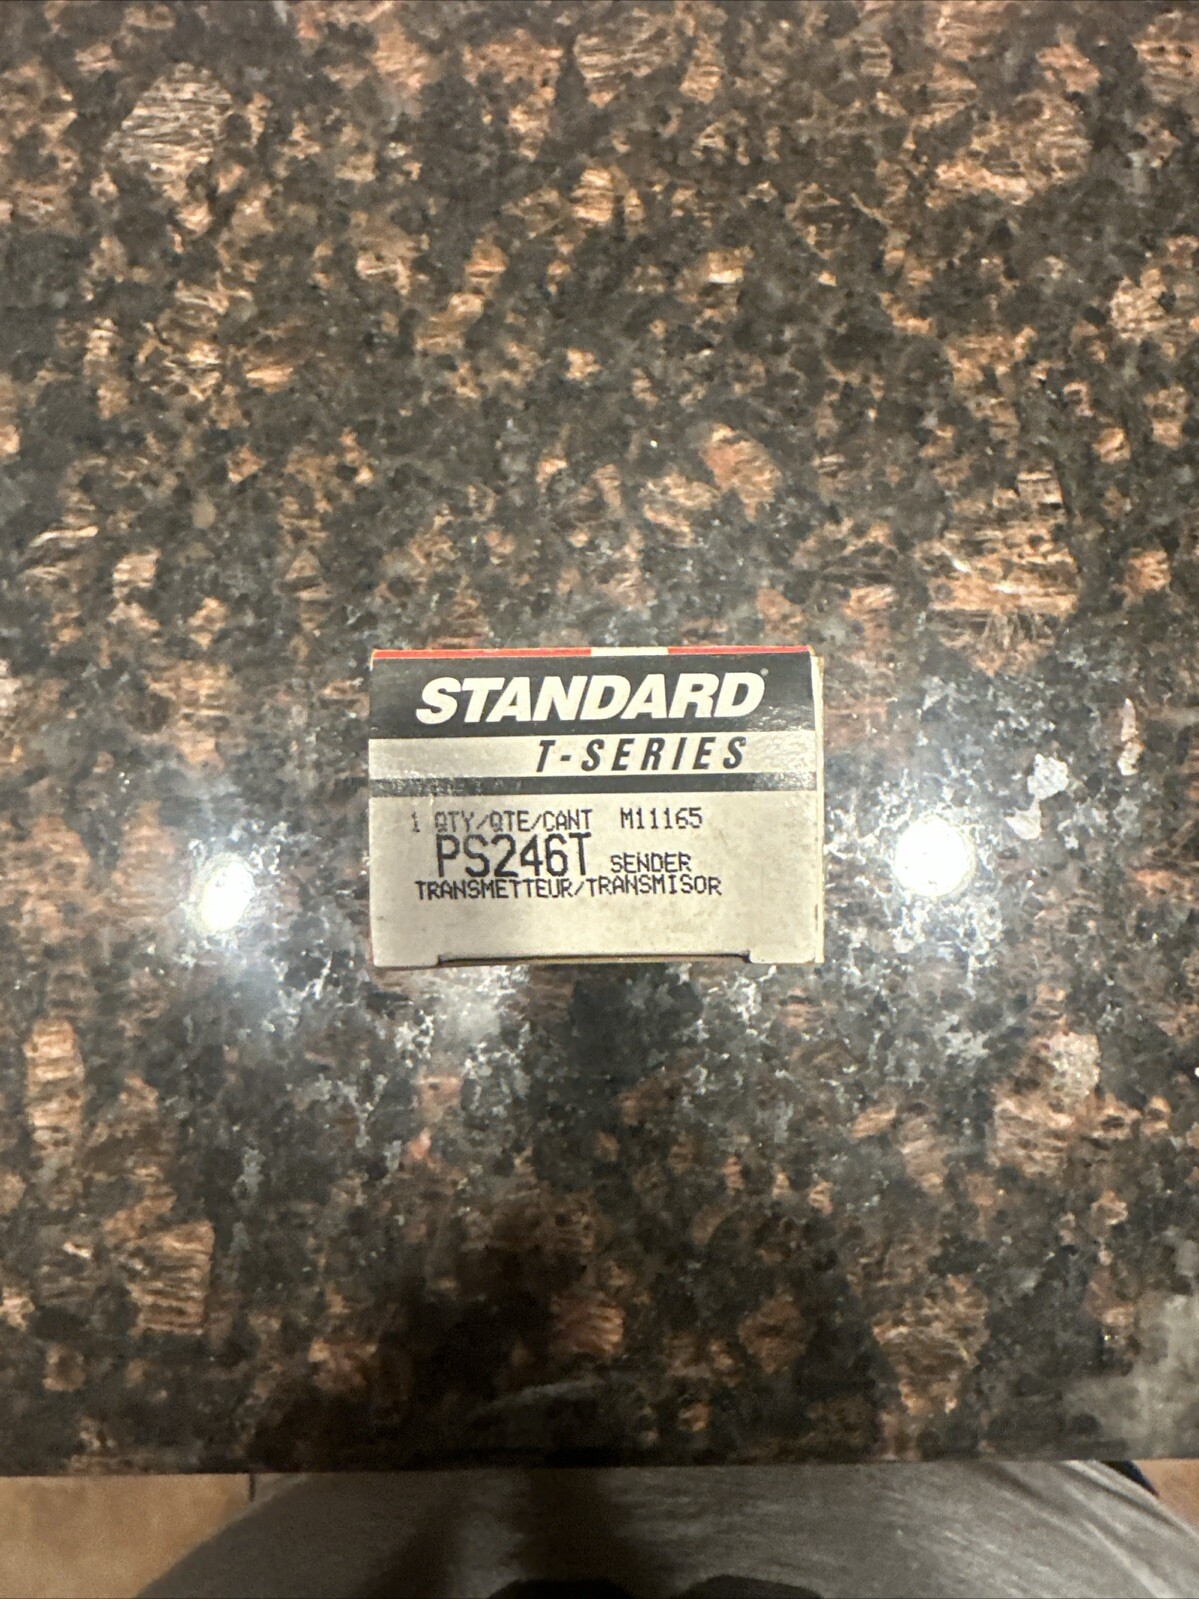 STANDARD®
T-SERIES
1 QTY/QTE/CANT M11165
PS246T SENDER
TRANSMETTEUR/TRANSMISOR